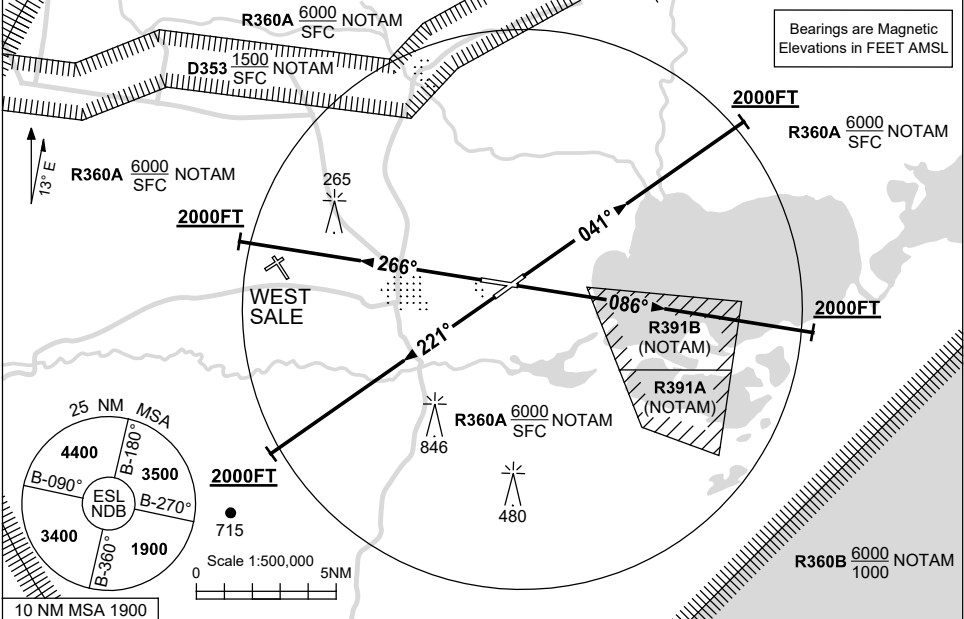 R360A 6000 NOTAM
SFC
Bearings are Magnetic
Elevations in FEET AMSL
D353 1500 NOTAM
SFC
2000FT
R360A 6000 NOTAM
SFC
13° E
R360A 6000 NOTAM
SFC
265
2000FT
041°
266°
WEST
SALE
086°
2000FT
R391B
(NOTAM)
221°
R391A
(NOTAM)
R360A 6000 NOTAM
SFC
846
480
2000FT
715
25 NM MSA
4400
B-180°
3500
B-090°
ESL
NDB
B-270°
3400
B-360°
1900
Scale 1:500,000
0 5NM
R360B 6000 NOTAM
1000
10 NM MSA 1900